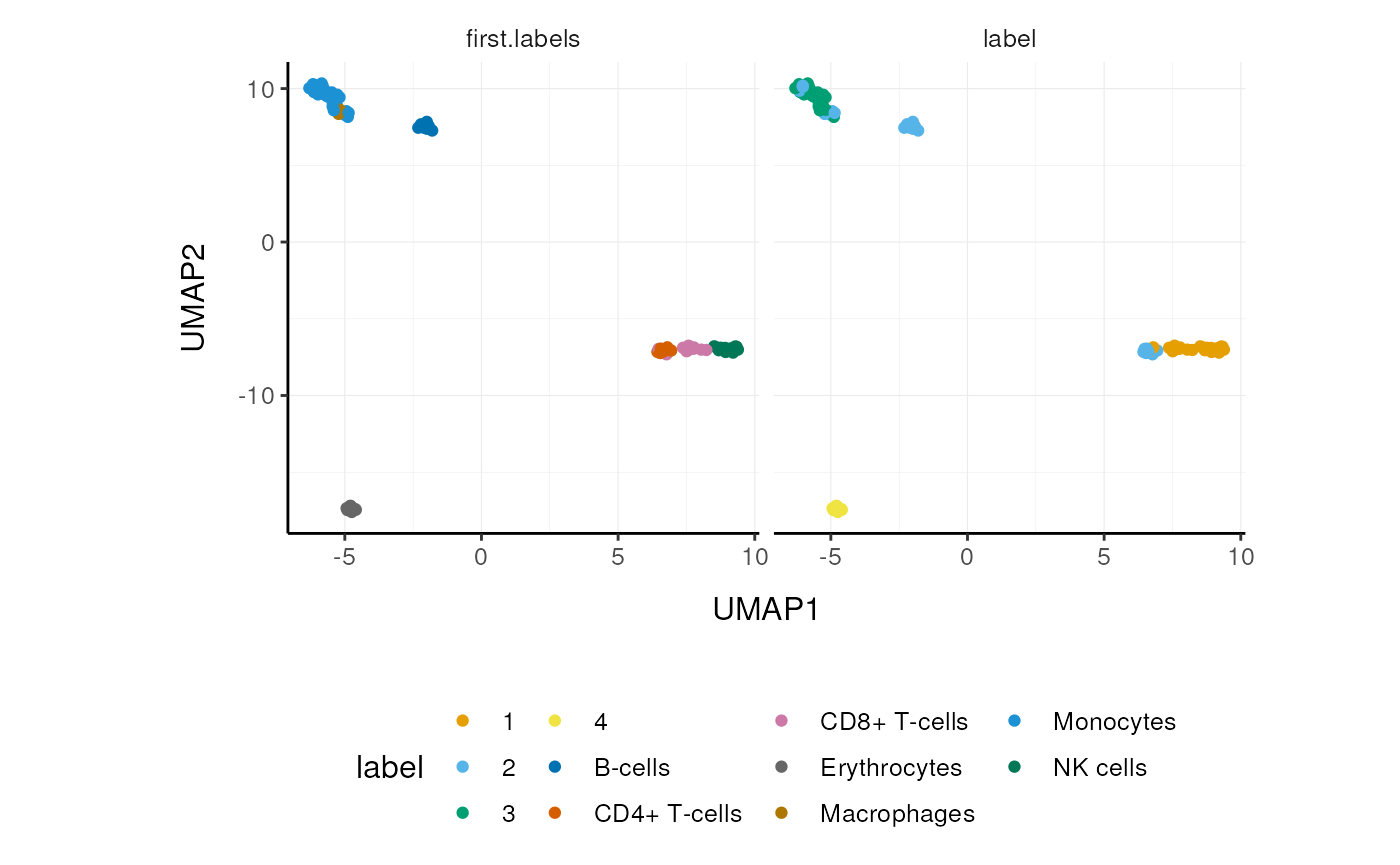 first.labels label
10
0
-10
UMAP2
-5 0 5 10 -5 0 5 10
UMAP1
label
1 4 CD8+ T-cells Monocytes
2 B-cells Erythrocytes NK cells
3 CD4+ T-cells Macrophages